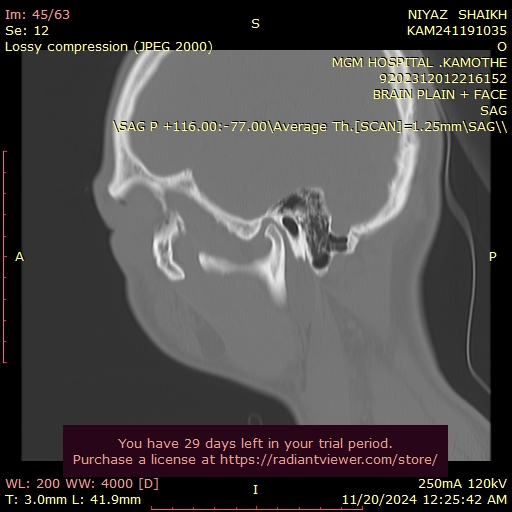 Im: 45/63
Se: 12
Lossy compression (JPEG 2000)
S
NIYAZ  SHAIKH
KAM241191035
O
MGM HOSPITAL .KAMOTHE
9202312012216152
BRAIN PLAIN + FACE
SAG
\SAG P +116.00:-77.00\Average Th.[SCAN]=1.25mm\SAG\\
A
P
You have 29 days left in your trial period.
Purchase a license at https://radiantviewer.com/store/
WL: 200 WW: 4000 [D]
T: 3.0mm L: 41.9mm
I
250mA 120kV
11/20/2024 12:25:42 AM